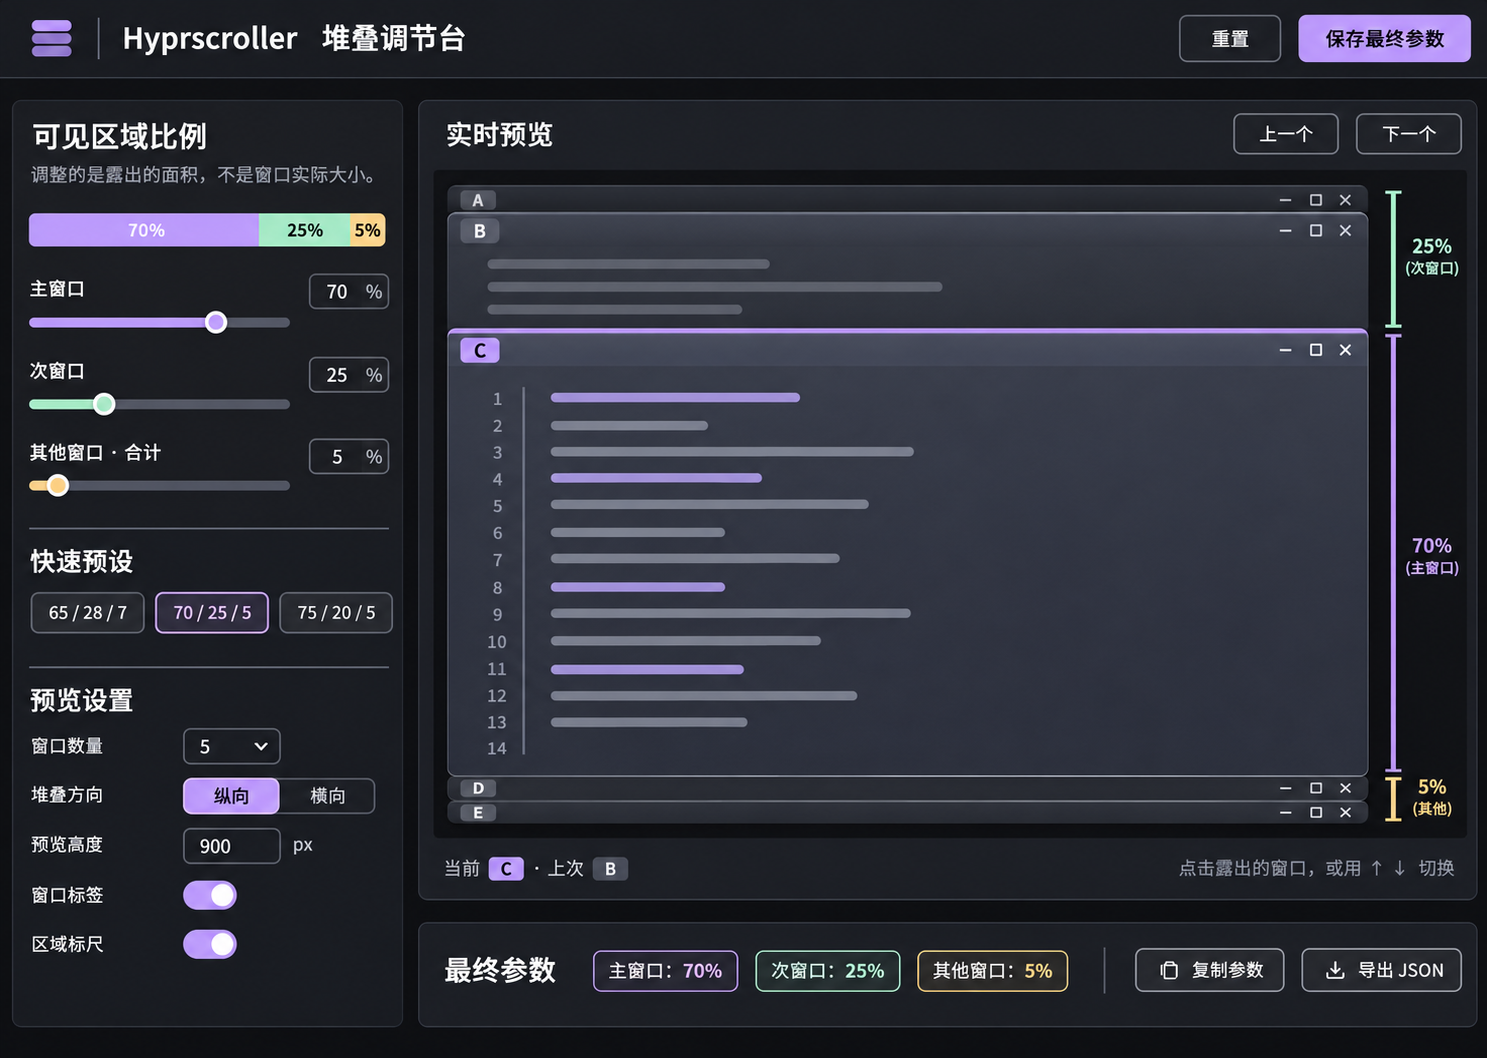 Hyprscroller 堆叠调节台
重置
保存最终参数
可见区域比例
调整的是露出的面积，不是窗口实际大小。
70% 25% 5%
主窗口 70 %
次窗口 25 %
其他窗口 · 合计 5 %
快速预设
65 / 28 / 7
70 / 25 / 5
75 / 20 / 5
预览设置
窗口数量 5
堆叠方向 纵向 横向
预览高度 900 px
窗口标签
区域标尺
实时预览
上一个
下一个
A
B
25%
(次窗口)
C
1
2
3
4
5
6
7
8
9
10
11
12
13
14
70%
(主窗口)
D
E
5%
(其他)
当前 C · 上次 B
点击露出的窗口，或用 ↑ ↓ 切换
最终参数
主窗口：70%
次窗口：25%
其他窗口：5%
复制参数
导出 JSON